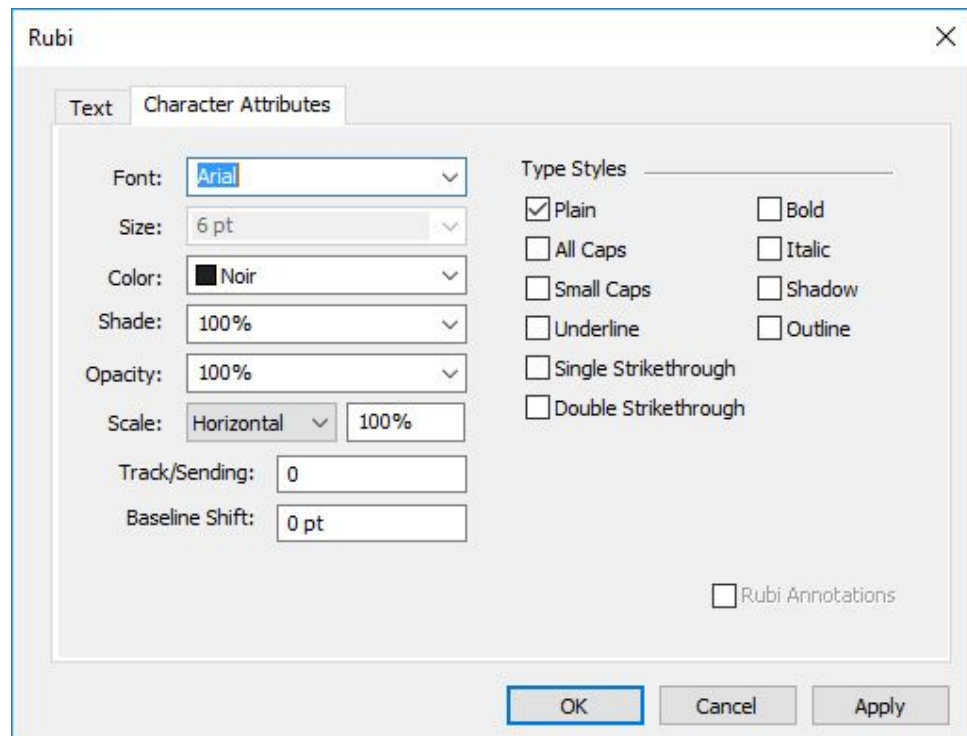 Rubi
Text
Character Attributes
Font: Arial
Size: 6 pt
Color: Noir
Shade: 100%
Opacity: 100%
Scale: Horizontal 100%
Track/Sending: 0
Baseline Shift: 0 pt
Type Styles
Plain
Bold
All Caps
Italic
Small Caps
Shadow
Underline
Outline
Single Strikethrough
Double Strikethrough
Rubi Annotations
OK
Cancel
Apply